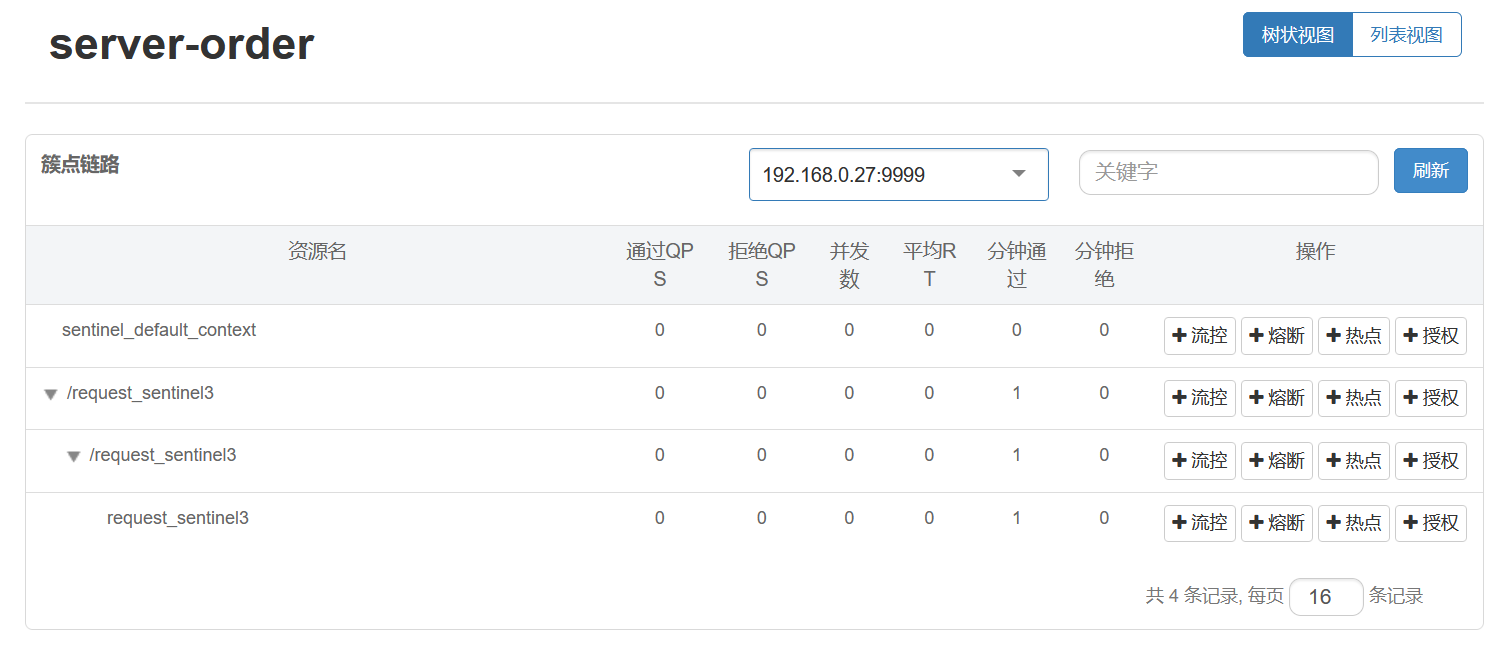 server-order
树状视图 列表视图
簇点链路 192.168.0.27:9999 关键字 刷新
资源名 通过QP 拒绝QP 并发 平均R 分钟通 分钟拒 操作
S S 数 T 过 绝
sentinel_default_context 0 0 0 0 0 0 流控 熔断 热点 授权
/request_sentinel3 0 0 0 0 1 0 流控 熔断 热点 授权
/request_sentinel3 0 0 0 0 1 0 流控 熔断 热点 授权
request_sentinel3 0 0 0 0 1 0 流控 熔断 热点 授权
共 4 条记录, 每页 16 条记录